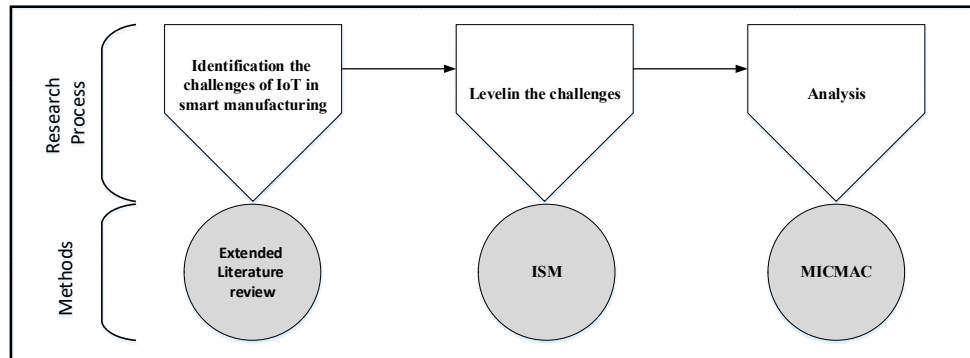 Research
Process
Identification the
challenges of IoT in
smart manufacturing
Levelin the challenges
Analysis
Methods
Extended
Literature
review
ISM
MICMAC